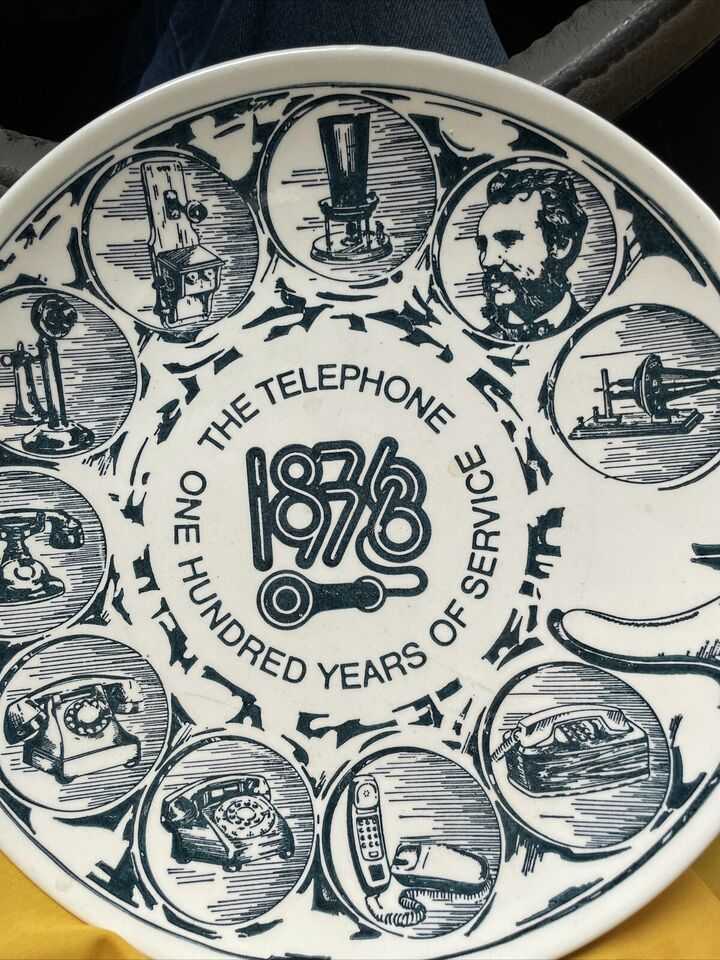 THE TELEPHONE
1876
1976
ONE HUNDRED YEARS OF SERVICE